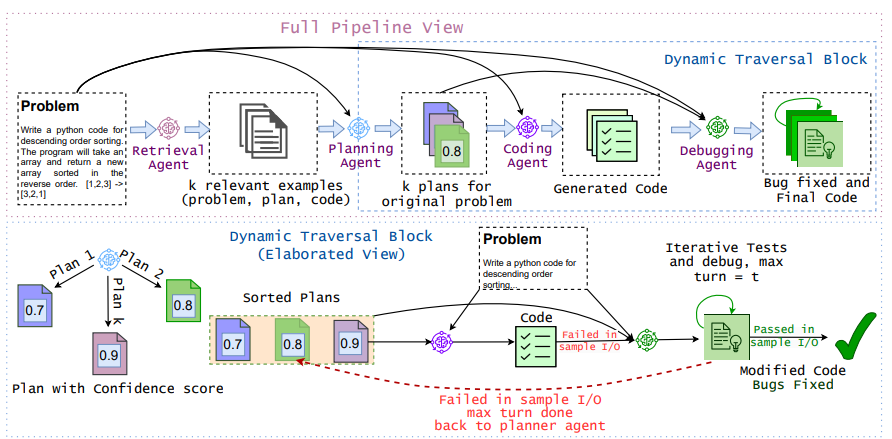 Full Pipeline View
Dynamic Traversal Block
Problem
Write a python code for
descending order sorting.
The program will take an
array and return a new
array sorted in the
reverse order. [1,2,3] ->
[3,2,1]
Retrieval
Agent
k relevant examples
(problem, plan, code)
Planning
Agent
0.8
k plans for
original problem
Coding
Agent
Generated Code
Debugging
Agent
Bug fixed and
Final Code
Dynamic Traversal Block
(Elaborated View)
Plan 1
Plan 2
Plan k
0.7
0.8
0.9
Plan with Confidence score
Sorted Plans
0.7
0.8
0.9
Problem
Write a python code for
descending order
sorting...
Code
Failed in
sample I/O
Iterative Tests
and debug, max
turn = t
Passed in
sample I/O
Modified Code
Bugs Fixed
Failed in sample I/O
max turn done
back to planner agent